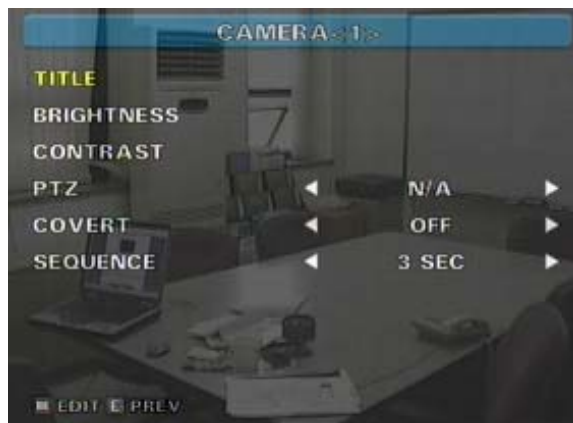 CAMERA<1>
TITLE
BRIGHTNESS
CONTRAST
PTZ ◀ N/A ▶
COVERT ◀ OFF ▶
SEQUENCE ◀ 3 SEC ▶
EDIT E PREV